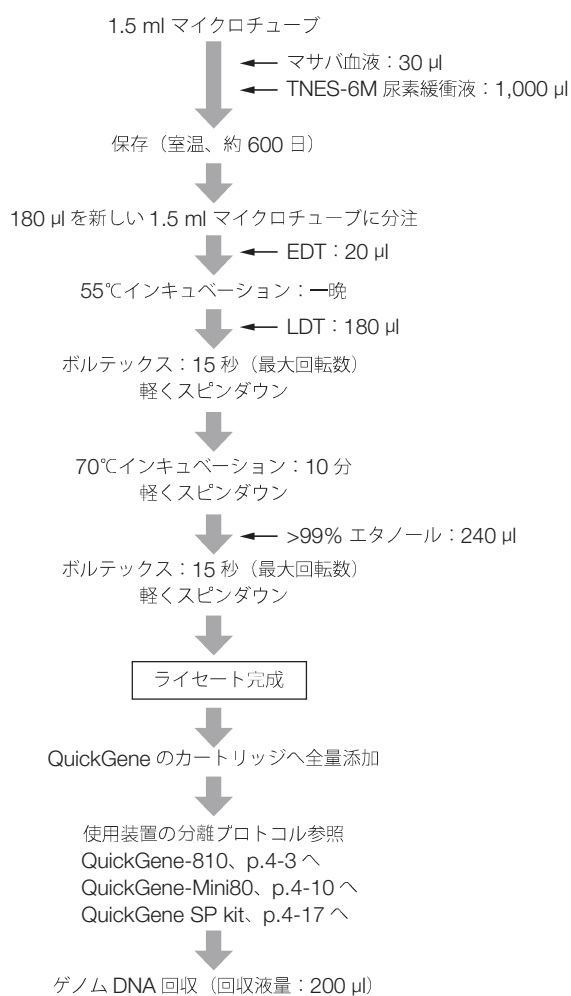 1.5 ml マイクロチューブ
マサバ血液：30 µl
TNES-6M 尿素緩衝液：1,000 µl
保存（室温、約 600 日）
180 µl を新しい 1.5 ml マイクロチューブに分注
EDT：20 µl
55℃インキュベーション：一晩
LDT：180 µl
ボルテックス：15 秒（最大回転数）
軽くスピンダウン
70℃インキュベーション：10 分
軽くスピンダウン
>99% エタノール：240 µl
ボルテックス：15 秒（最大回転数）
軽くスピンダウン
ライセート完成
QuickGene のカートリッジへ全量添加
使用装置の分離プロトコル参照
QuickGene-810、p.4-3 へ
QuickGene-Mini80、p.4-10 へ
QuickGene SP kit、p.4-17 へ
ゲノム DNA 回収（回収液量：200 µl）